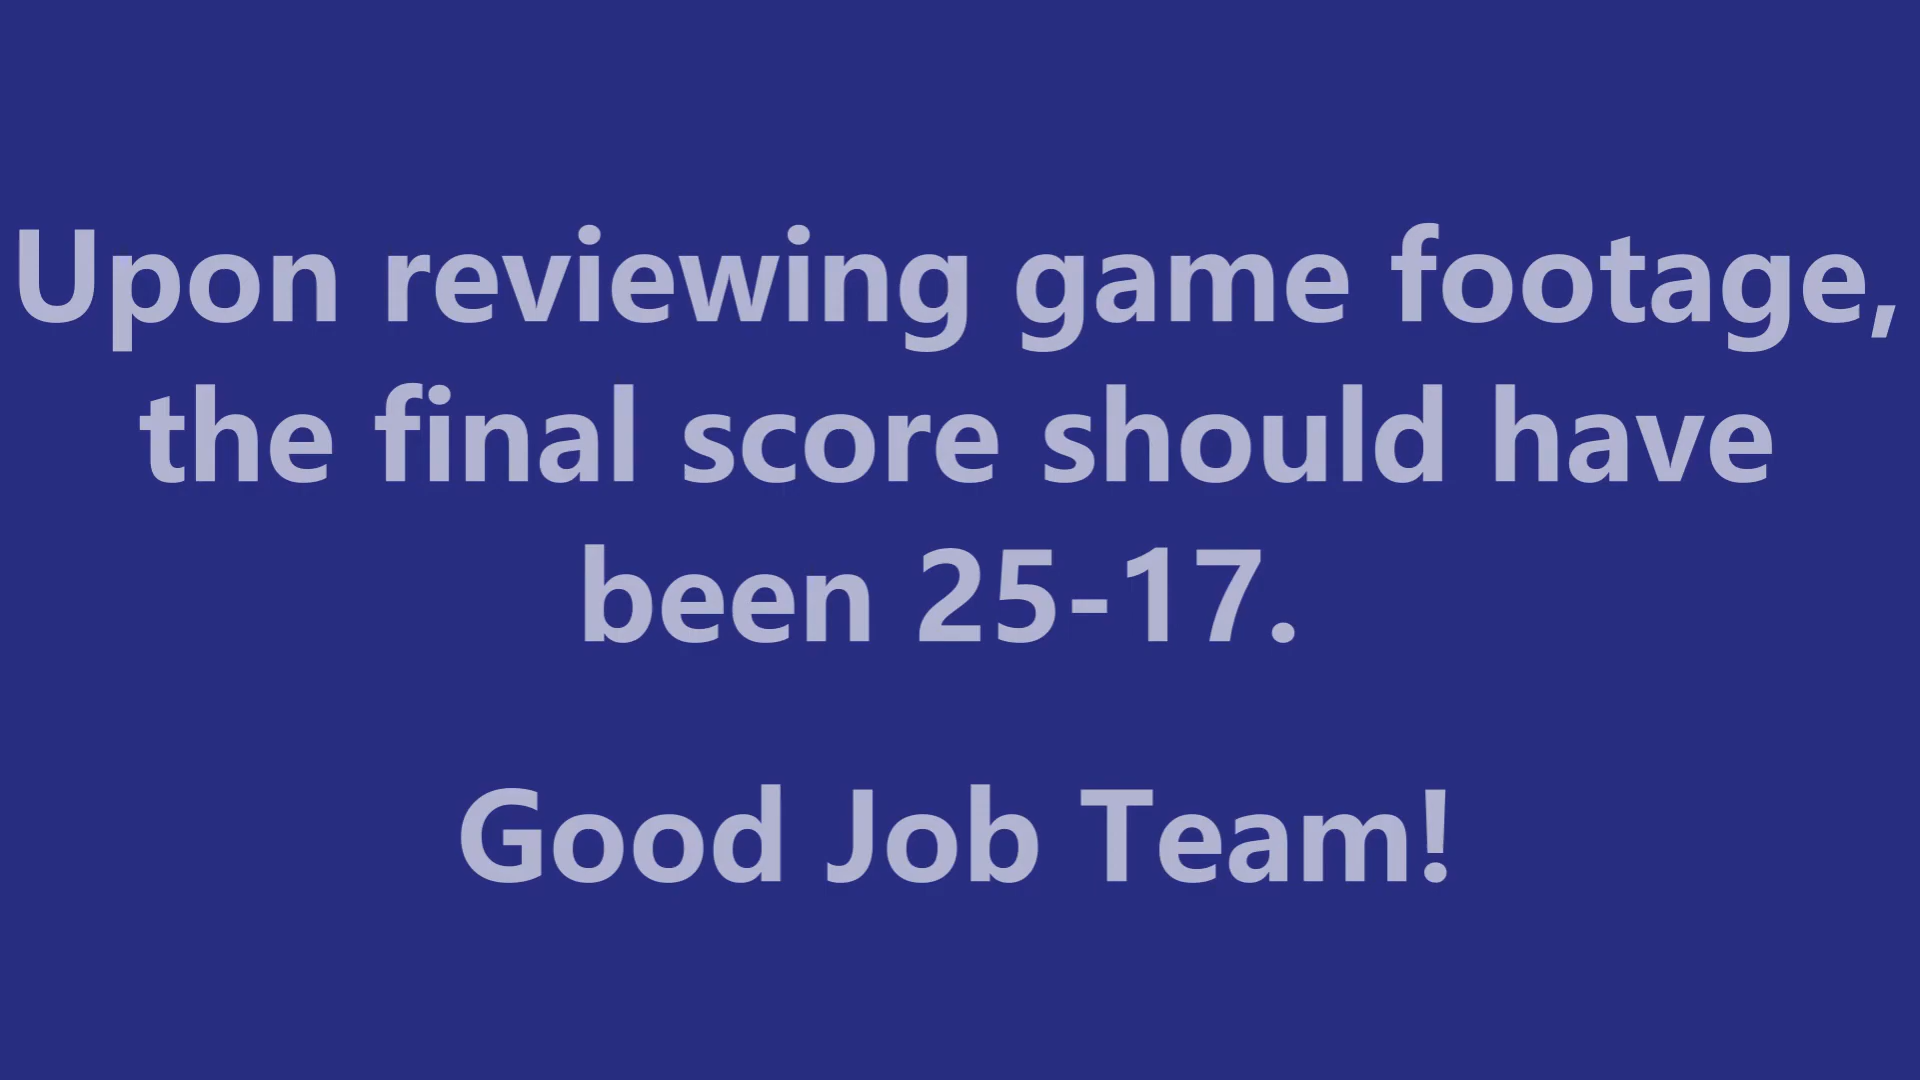 Upon reviewing game footage,
the final score should have
been 25-17.
Good Job Team!